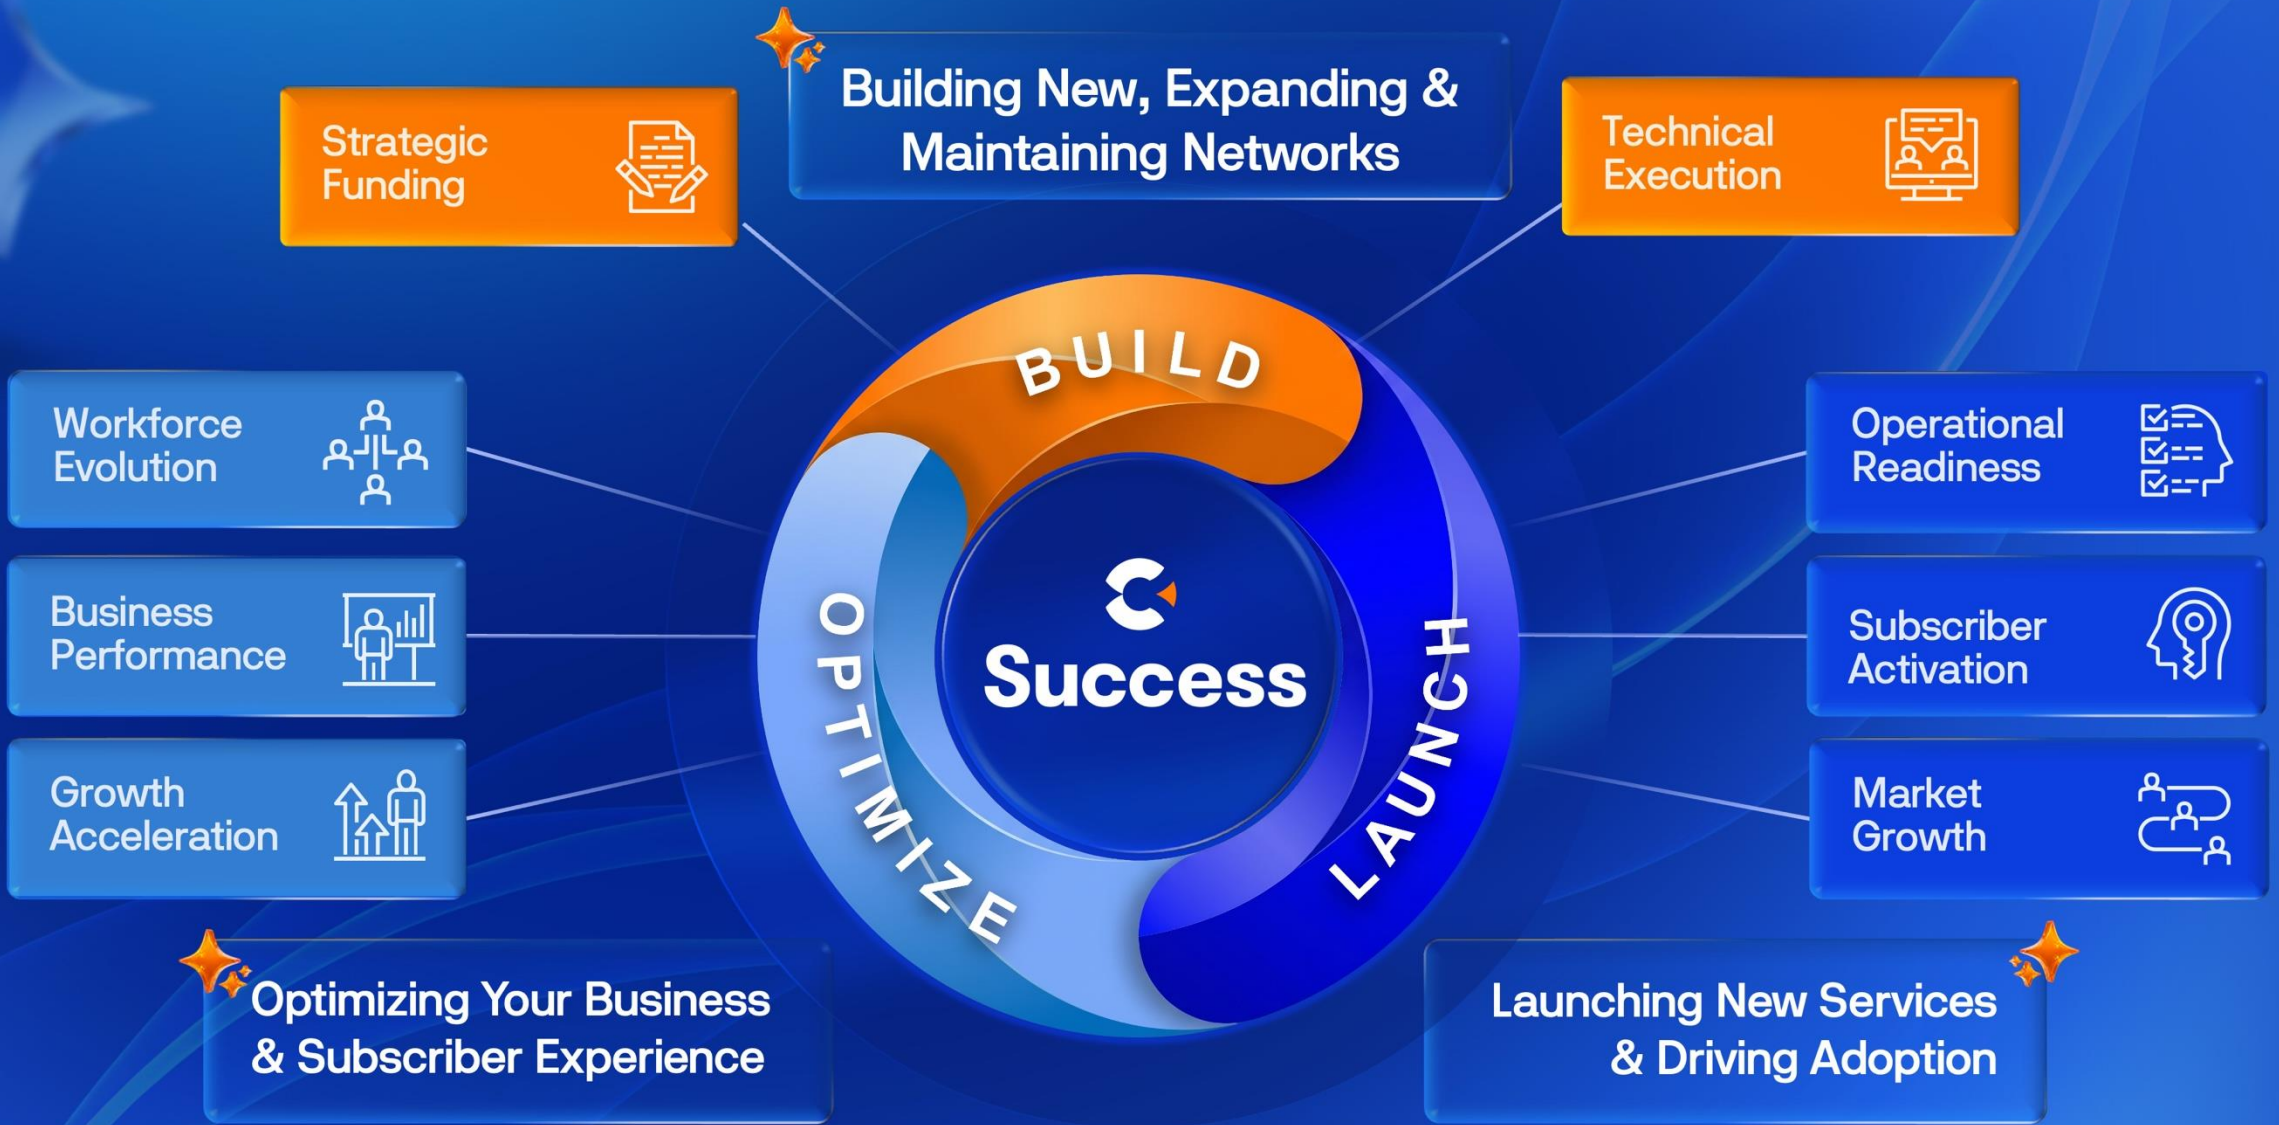 Building New, Expanding &
Maintaining Networks
Strategic
Funding
Technical
Execution
BUILD
Workforce
Evolution
Business
Performance
Growth
Acceleration
OPTIMIZE
Success
LAUNCH
Operational
Readiness
Subscriber
Activation
Market
Growth
Optimizing Your Business
& Subscriber Experience
Launching New Services
& Driving Adoption